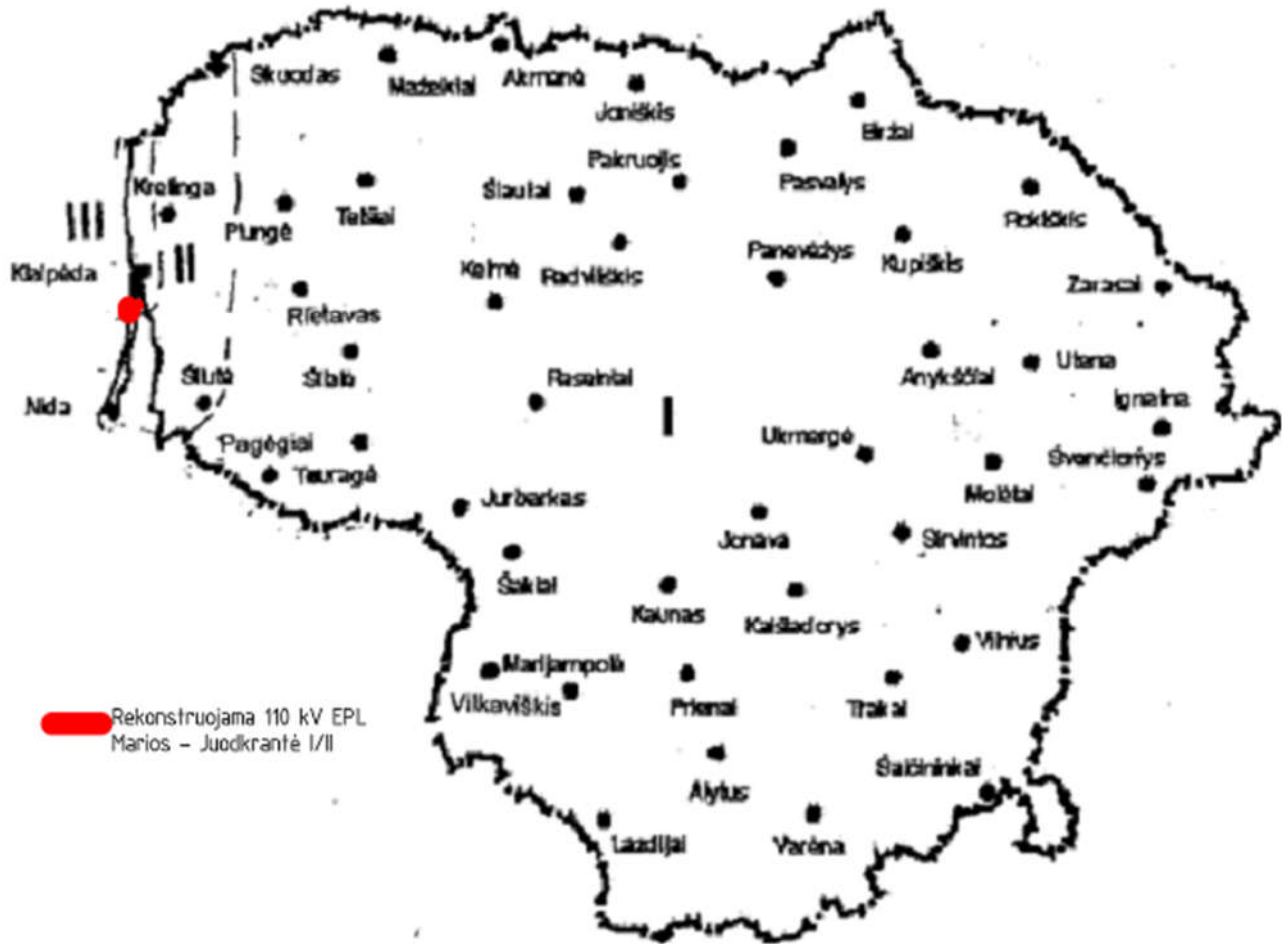 Skuodas
Mažeikiai
Akmenė
Joniškis
Biržai
Pakruojis
Pasvalys
Kretinga
Šiauliai
Telšiai
Rokiškis
III
Plungė
Panevėžys
Kupiškis
II
Klaipėda
Kelmė
Radviliškis
Zarasai
Rietavas
Utena
Šilutė
Šilalė
Raseiniai
Anykščiai
Ignalina
Nida
I
Ukmergė
Pagėgiai
Švenčionys
Tauragė
Molėtai
Jurbarkas
Jonava
Širvintos
Šakiai
Kaunas
Kaišiadorys
Vilnius
Marijampolė
Vilkaviškis
Prienai
Trakai
Rekonstruojama 110 kV EPL
Marios - Juodkrantė I/II
Šalčininkai
Alytus
Lazdijai
Varėna